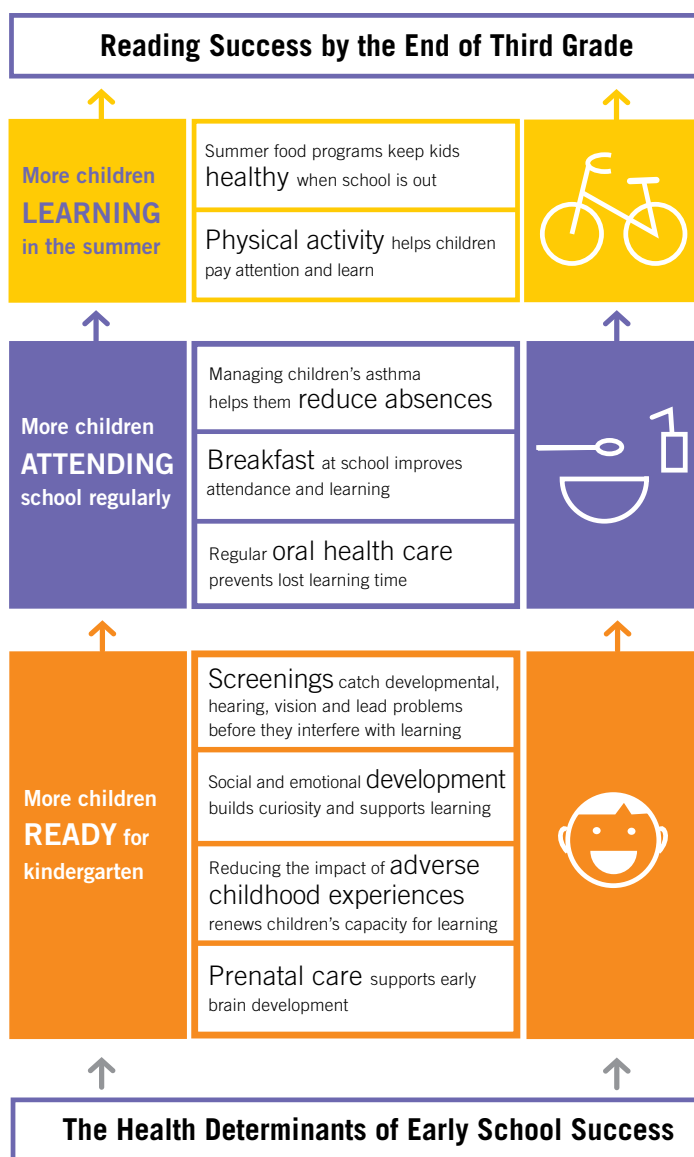 Reading Success by the End of Third Grade
More children
LEARNING
in the summer
Summer food programs keep kids
healthy when school is out
Physical activity helps children
pay attention and learn
More children
ATTENDING
school regularly
Managing children’s asthma
helps them reduce absences
Breakfast at school improves
attendance and learning
Regular oral health care
prevents lost learning time
More children
READY for
kindergarten
Screenings catch developmental,
hearing, vision and lead problems
before they interfere with learning
Social and emotional development
builds curiosity and supports learning
Reducing the impact of adverse
childhood experiences
renews children’s capacity for learning
Prenatal care supports early
brain development
The Health Determinants of Early School Success